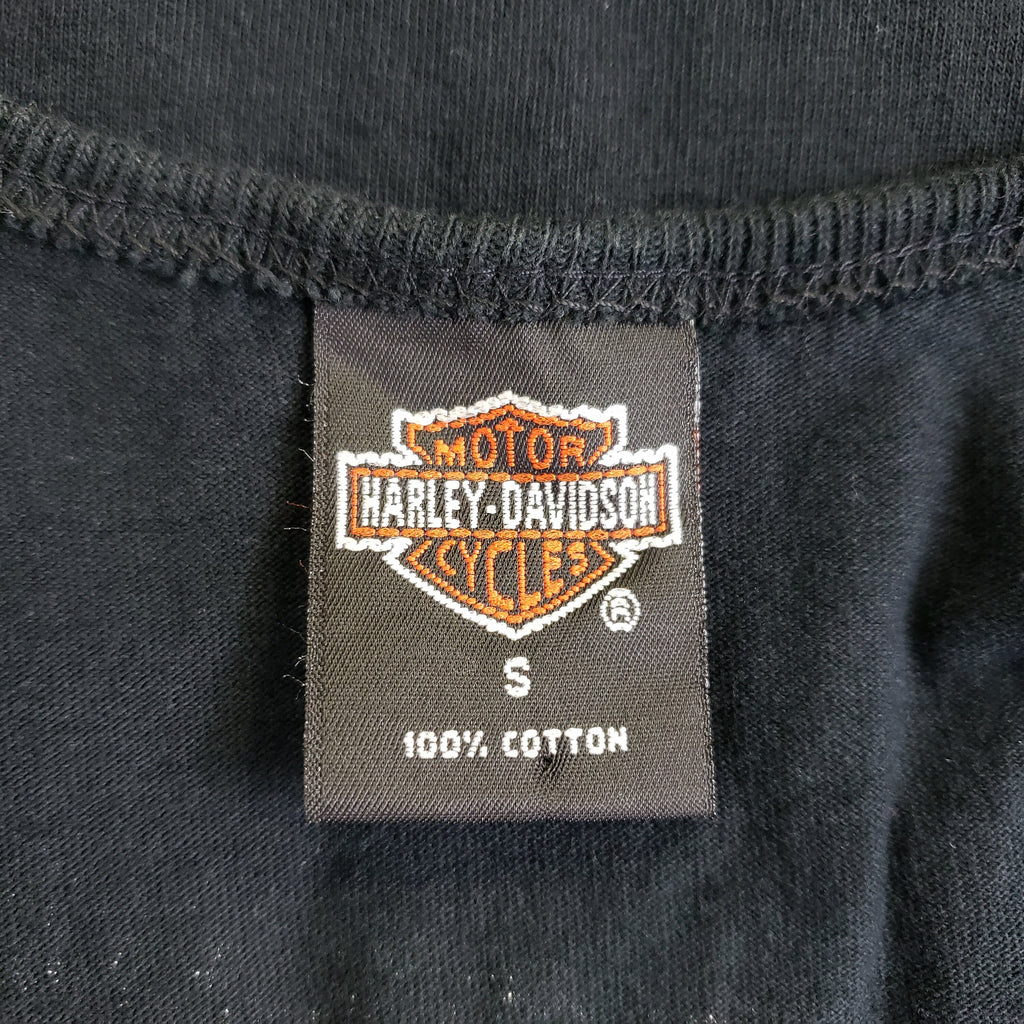 MOTOR
HARLEY-DAVIDSON
CYCLES
®
S
100% COTTON